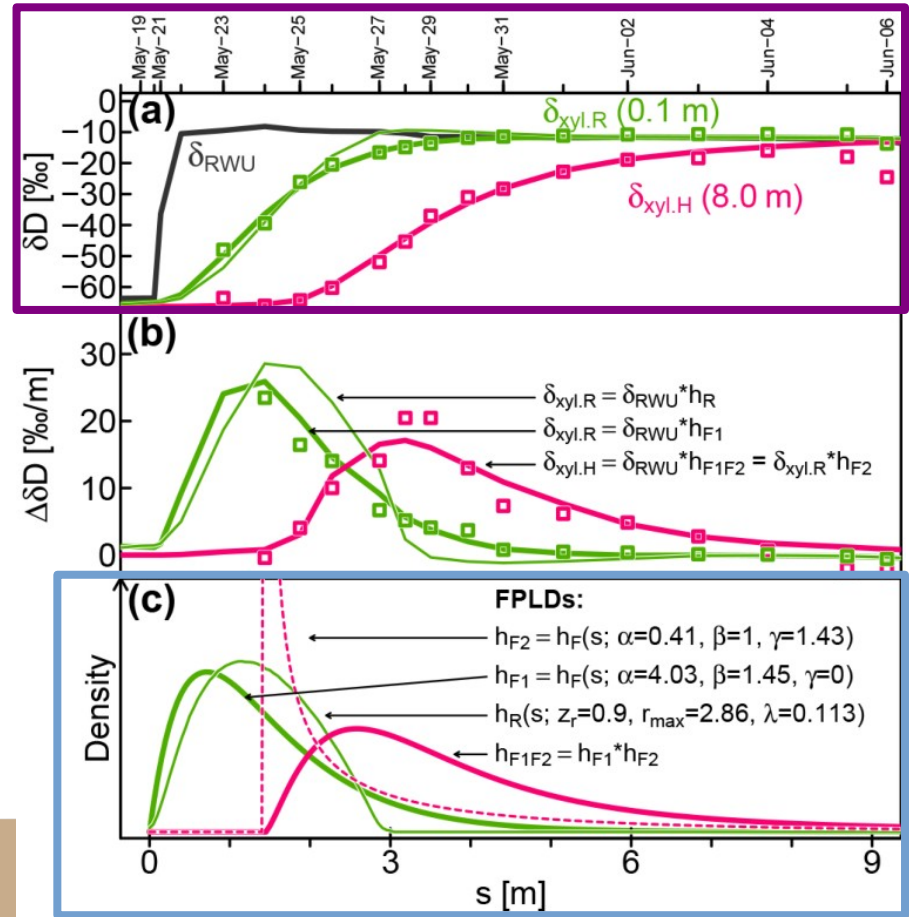 May-19
May-21
May-23
May-25
May-27
May-29
May-31
Jun-02
Jun-04
Jun-06
(a)
δD [‰]
0
−10
−20
−30
−40
−50
−60
δRWU
δxyl.R (0.1 m)
δxyl.H (8.0 m)
(b)
ΔδD [‰/m]
30
20
10
0
δxyl.R = δRWU*hR
δxyl.R = δRWU*hF1
δxyl.H = δRWU*hF1F2 = δxyl.R*hF2
(c)
Density
FPLDs:
hF2 = hF(s; α=0.41, β=1, γ=1.43)
hF1 = hF(s; α=4.03, β=1.45, γ=0)
hR(s; zr=0.9, rmax=2.86, λ=0.113)
hF1F2 = hF1*hF2
0 3 6 9
s [m]